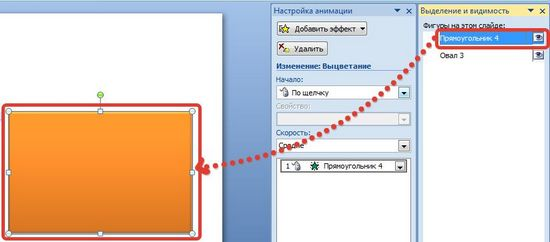 Настройка анимации
Добавить эффект
Удалить
Изменение: Выцветание
Начало:
По щелчку
Свойство:
Скорость:
Средне
1 Прямоугольник 4
Выделение и видимость
Фигуры на этом слайде:
Прямоугольник 4
Овал 3